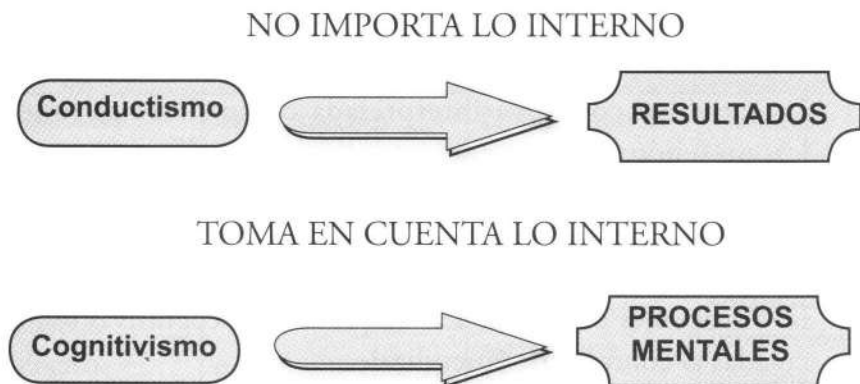 NO IMPORTA LO INTERNO
Conductismo
RESULTADOS
TOMA EN CUENTA LO INTERNO
Cognitivismo
PROCESOS
MENTALES